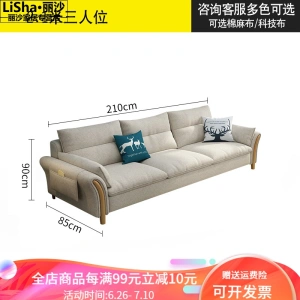 LiSha·丽沙
三人位
咨询客服多色可选
可选棉麻布/科技布
210cm
90cm
85cm
全店商品每满99元立减10元
活动时间:6.26-7.10
赠送运费险
可开发票